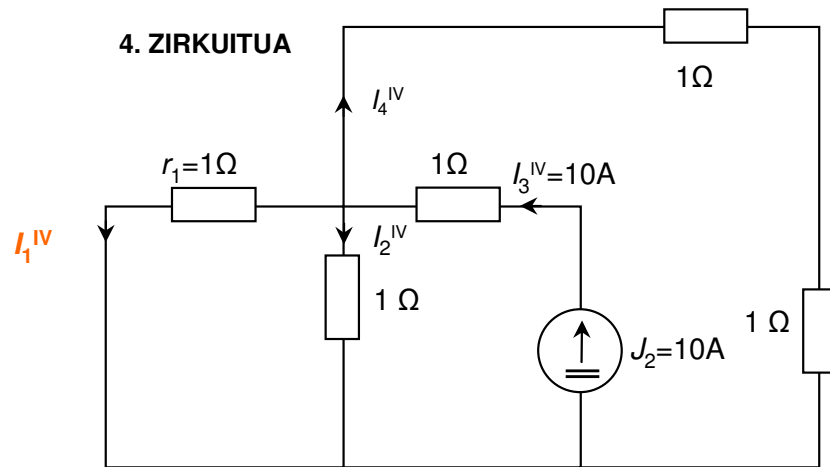 4. ZIRKUITUA
1Ω
I₄ᴵⱽ
r₁=1Ω
1Ω
I₃ᴵⱽ=10A
I₁ᴵⱽ
I₂ᴵⱽ
1 Ω
J₂=10A
1 Ω